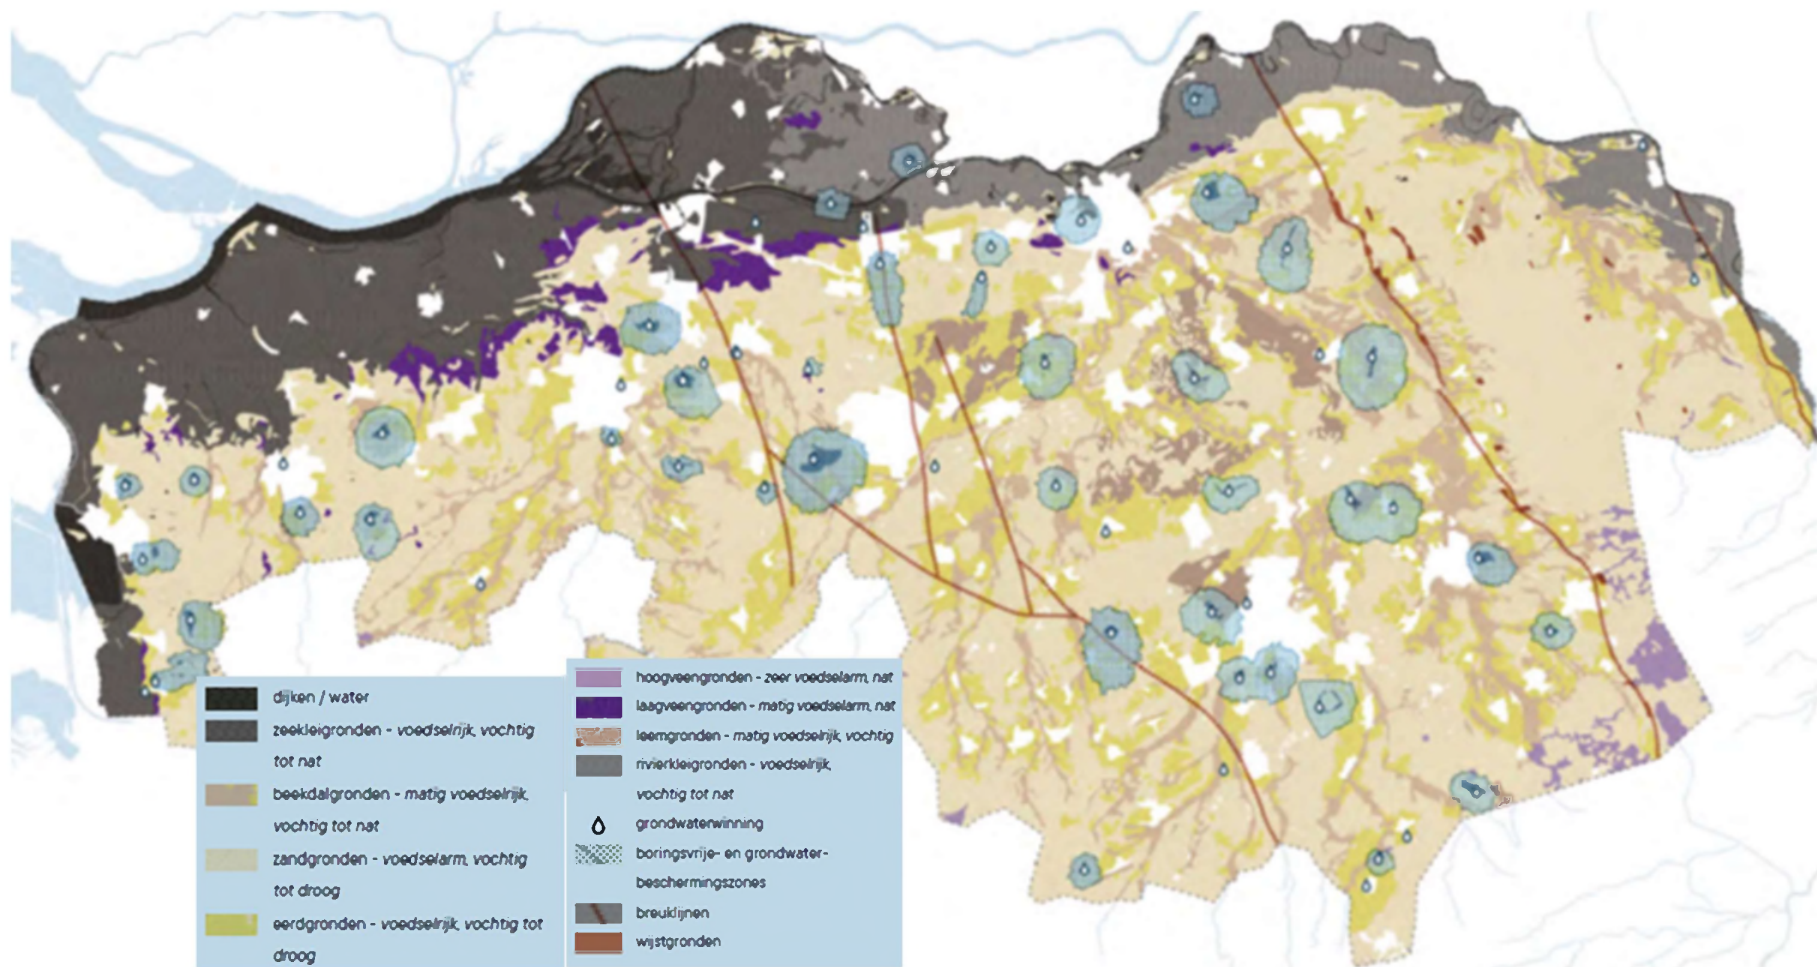 dijken / water
zeekleigronden - voedselrijk, vochtig
tot nat
beekdalgronden - matig voedselrijk,
vochtig tot nat
zandgronden - voedselarm, vochtig
tot droog
eerdgronden - voedselrijk, vochtig tot
droog
hoogveengronden - zeer voedselarm, nat
laagveengronden - matig voedselarm, nat
leemgronden - matig voedselrijk, vochtig
rivierkleigronden - voedselrijk,
vochtig tot nat
grondwaterwinning
boringsvrije- en grondwater-
beschermingszones
breuklijnen
wijstgronden